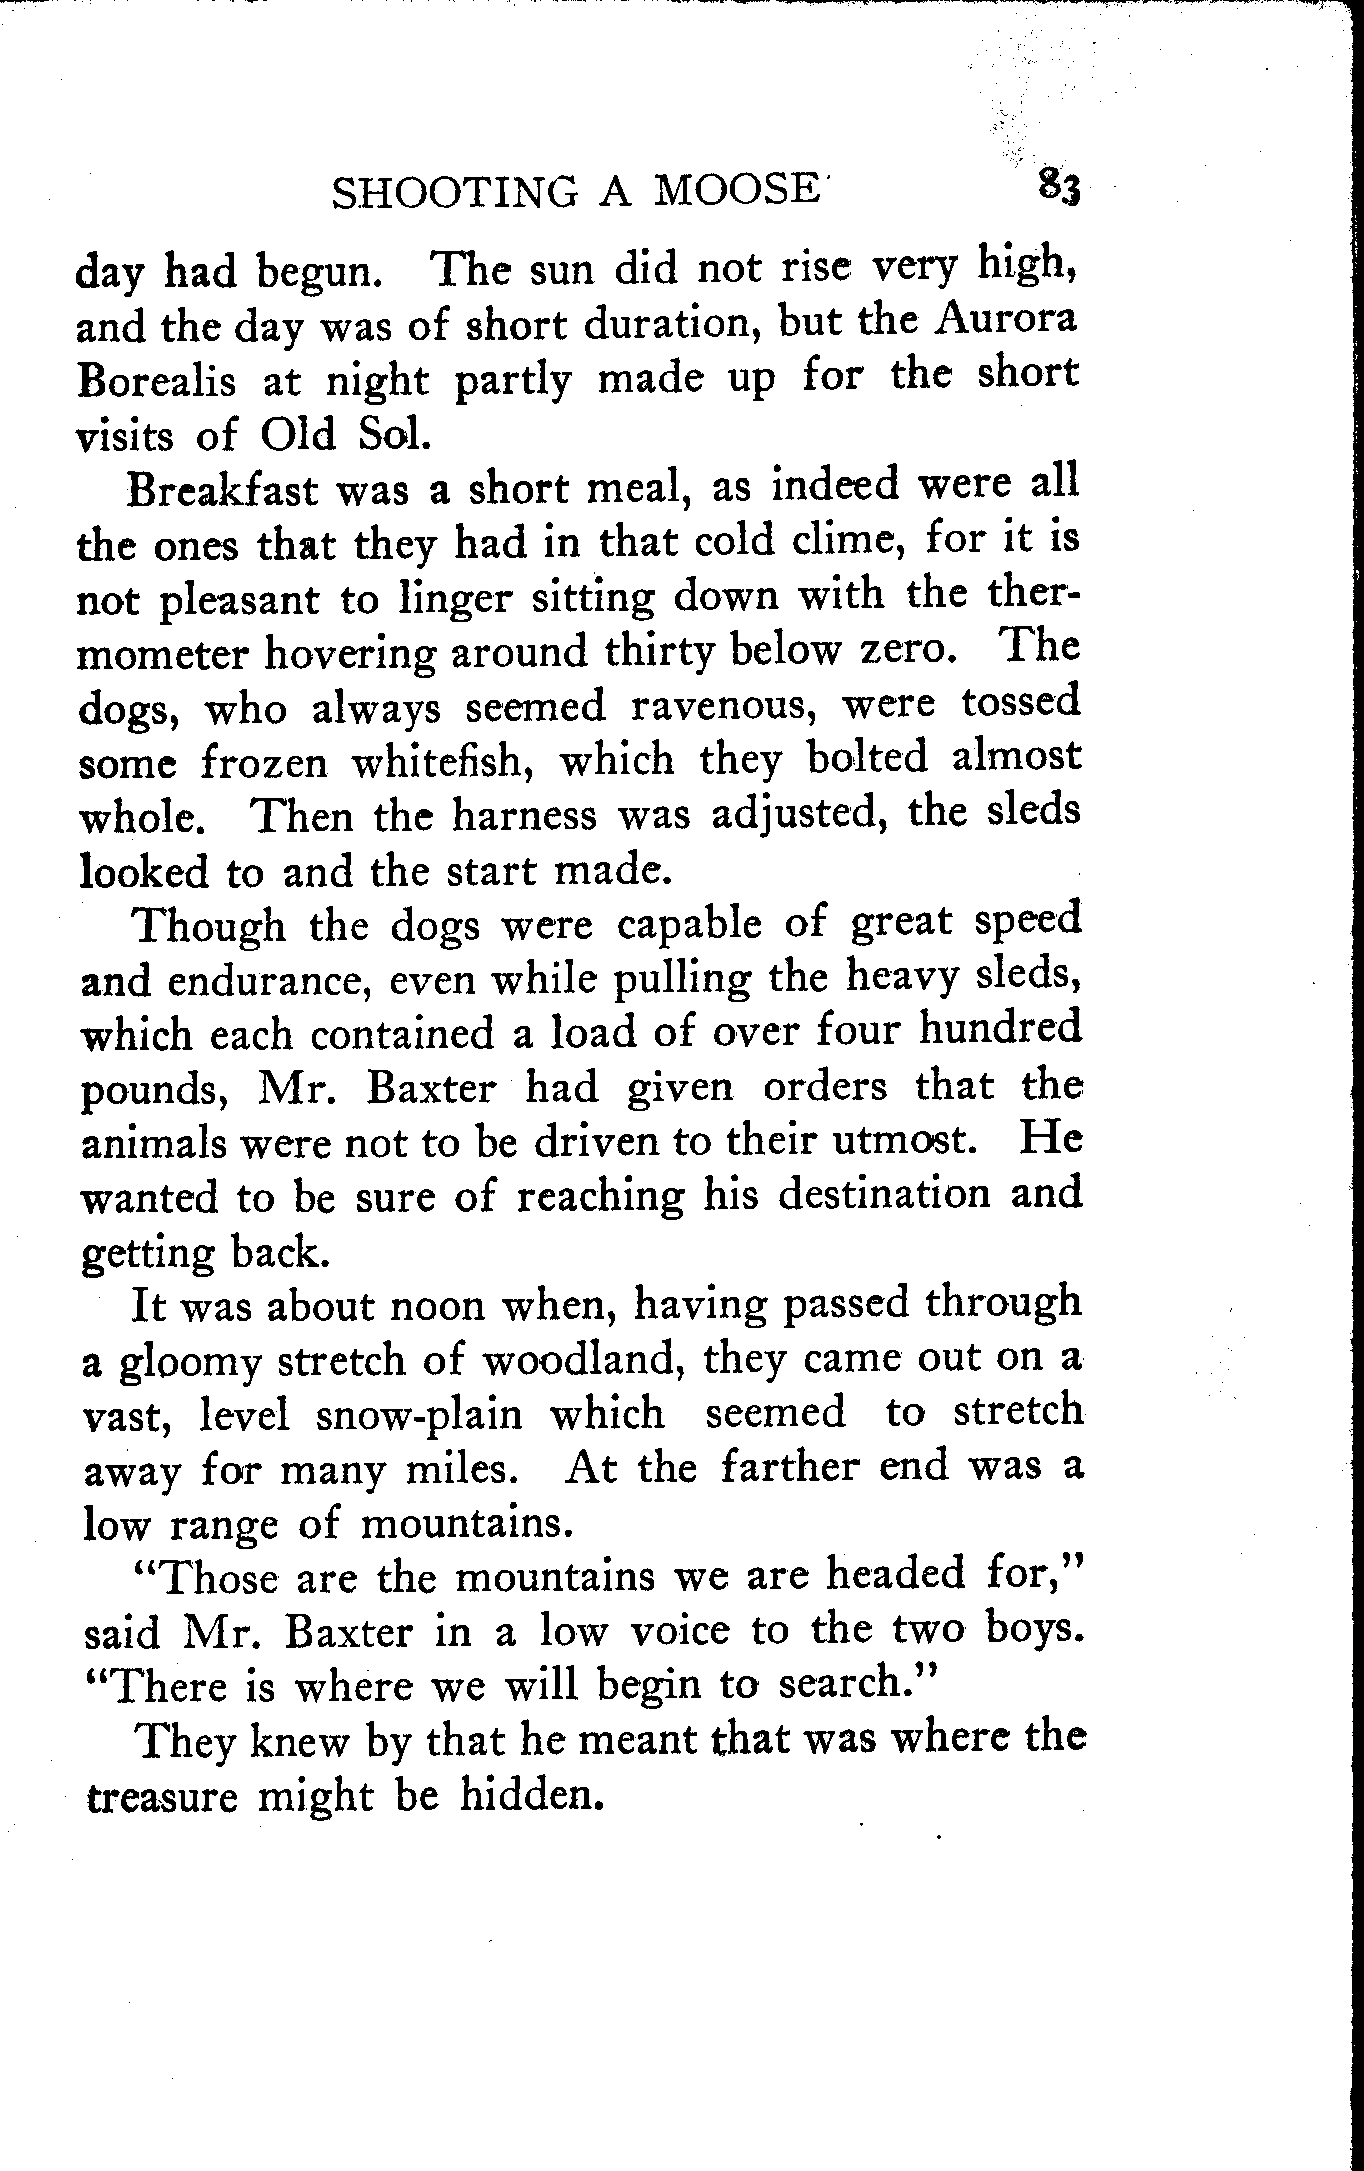 SHOOTING A MOOSE 83
day had begun. The sun did not rise very high,
and the day was of short duration, but the Aurora
Borealis at night partly made up for the short
visits of Old Sol.
Breakfast was a short meal, as indeed were all
the ones that they had in that cold clime, for it is
not pleasant to linger sitting down with the ther-
mometer hovering around thirty below zero. The
dogs, who always seemed ravenous, were tossed
some frozen whitefish, which they bolted almost
whole. Then the harness was adjusted, the sleds
looked to and the start made.
Though the dogs were capable of great speed
and endurance, even while pulling the heavy sleds,
which each contained a load of over four hundred
pounds, Mr. Baxter had given orders that the
animals were not to be driven to their utmost. He
wanted to be sure of reaching his destination and
getting back.
It was about noon when, having passed through
a gloomy stretch of woodland, they came out on a
vast, level snow-plain which seemed to stretch
away for many miles. At the farther end was a
low range of mountains.
“Those are the mountains we are headed for,”
said Mr. Baxter in a low voice to the two boys.
“There is where we will begin to search.”
They knew by that he meant that was where the
treasure might be hidden.